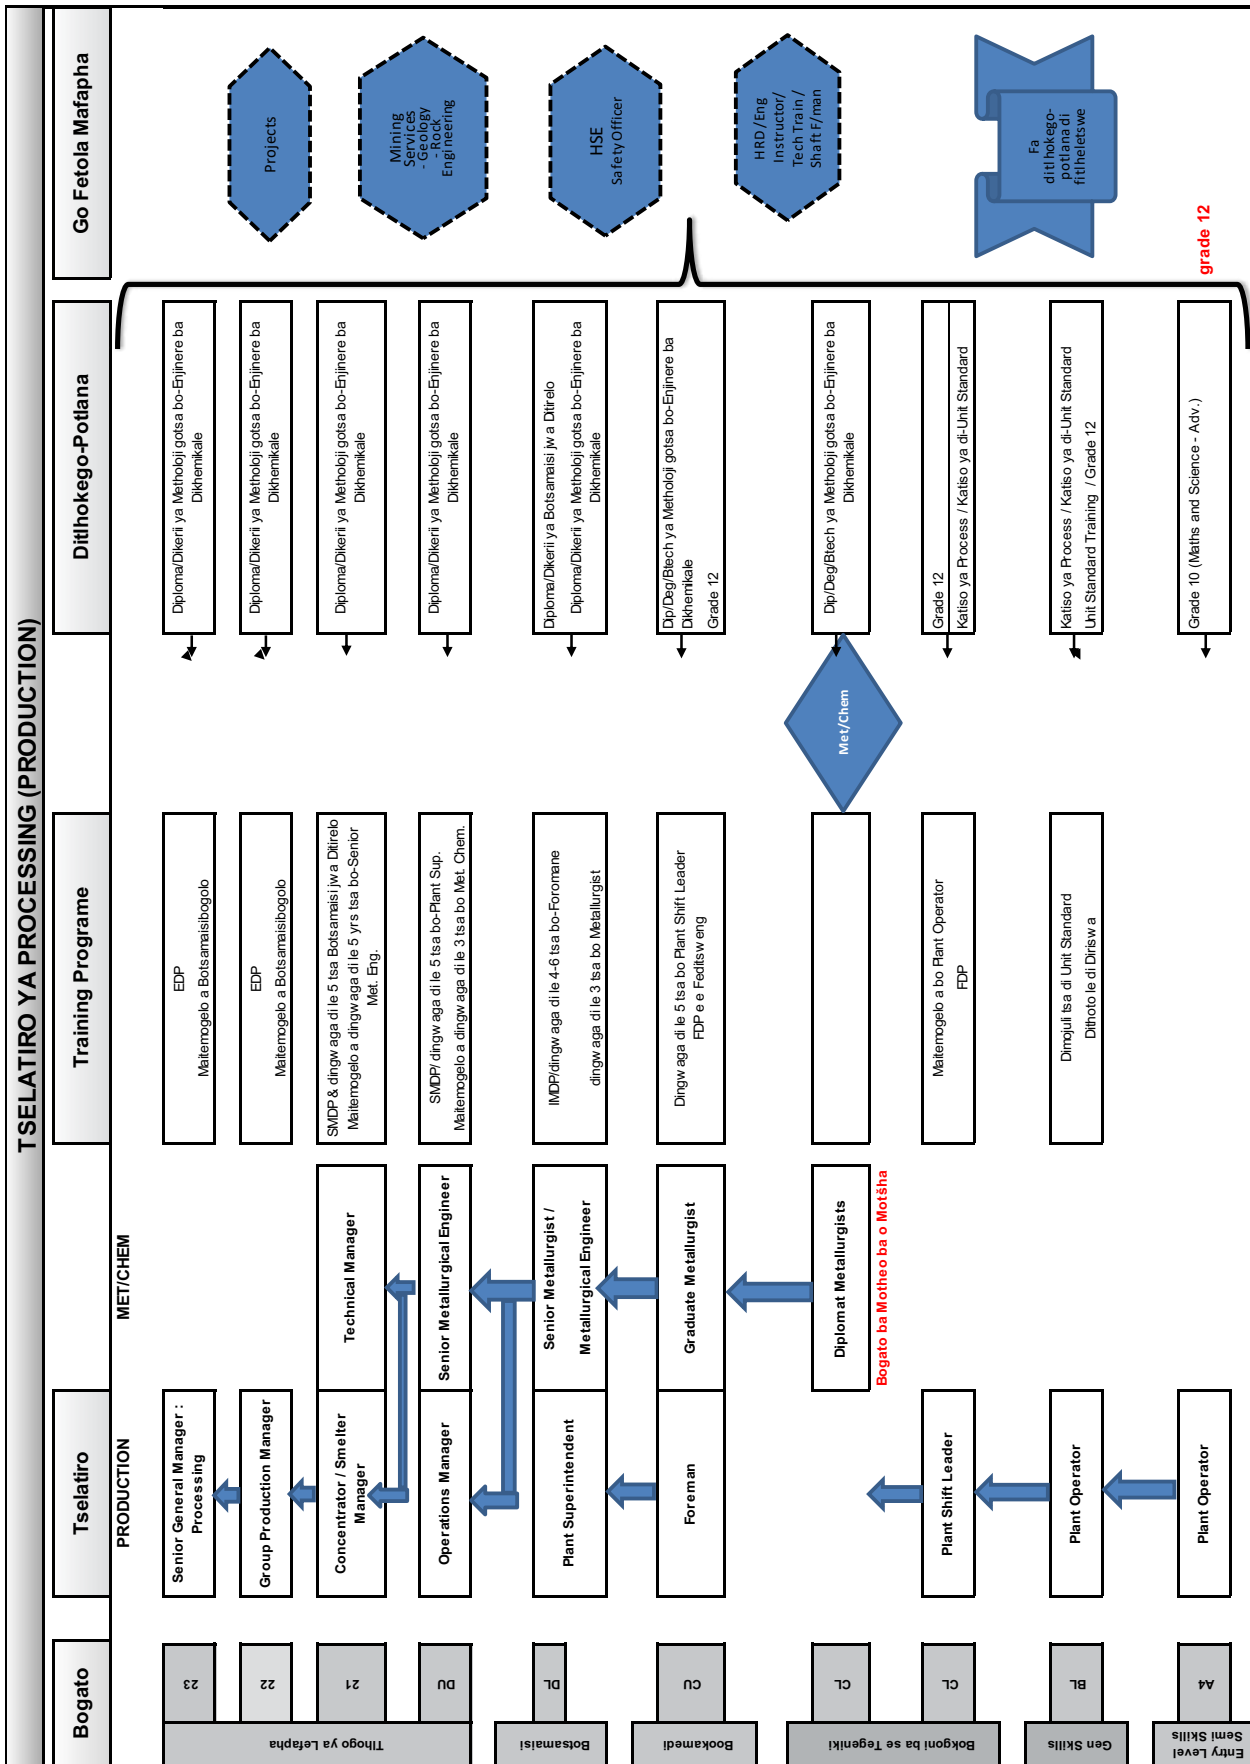 TSELATIRO YA PROCESSING (PRODUCTION)
Bogato
Tselatiro
Training Programe
Ditlhokego-Potlana
Go Fetola Mafapha
PRODUCTION
MET/CHEM
Tlhogo ya Lefapha
23
Senior General Manager :
Processing
EDP
Maitemogelo a Botsamaisibogolo
Diploma/Dikerii ya Metholoji gotsa bo-Enjinere ba
Dikhemikale
22
Group Production Manager
EDP
Maitemogelo a Botsamaisibogolo
Diploma/Dikerii ya Metholoji gotsa bo-Enjinere ba
Dikhemikale
21
Concentrator / Smelter
Manager
Technical Manager
SMDP & dingwaga di le 5 tsa Botsamaisi jwa Ditirelo
Maitemogelo a dingwaga di le 5 yrs tsa bo-Senior
Met. Eng.
Diploma/Dikerii ya Metholoji gotsa bo-Enjinere ba
Dikhemikale
DU
Operations Manager
Senior Metallurgical Engineer
SMDP/ dingwaga di le 5 tsa bo-Plant Sup.
Maitemogelo a dingwaga di le 3 tsa bo Met. Chem.
Diploma/Dikerii ya Metholoji gotsa bo-Enjinere ba
Dikhemikale
Botsamaisi
DL
Plant Superintendent
Senior Metallurgist /
Metallurgical Engineer
IMDP/dingwaga di le 4-6 tsa bo-Foromane
dingwaga di le 3 tsa bo Metallurgist
Diploma/Dikerii ya Botsamaisi jwa Ditirelo
Diploma/Dikerii ya Metholoji gotsa bo-Enjinere ba
Dikhemikale
Bookamedi
CU
Foreman
Graduate Metallurgist
Dingwaga di le 5 tsa bo Plant Shift Leader
FDP e e Feditsweng
Dip/Deg/Btech ya Metholoji gotsa bo-Enjinere ba
Dikhemikale
Grade 12
Bokgoni ba se Tegeniki
CL
Diplomat Metallurgists
Bogato ba Motheo ba o Motšha
Met/Chem
Dip/Deg/Btech ya Metholoji gotsa bo-Enjinere ba
Dikhemikale
CL
Plant Shift Leader
Maitemogelo a bo Plant Operator
FDP
Grade 12
Katiso ya Process / Katiso ya di-Unit Standard
Gen Skills
BL
Plant Operator
Dimojuli tsa di Unit Standard
Dithoto le di Diriswa
Katiso ya Process / Katiso ya di-Unit Standard
Unit Standard Training / Grade 12
Entry Level
Semi Skills
A4
Plant Operator
Grade 10 (Maths and Science - Adv.)
grade 12
Projects
Mining
Services
- Geology
- Rock
Engineering
HSE
Safety Officer
HRD /Eng
Instructor/
Tech Train /
Shaft F/man
Fa
ditlhokego-
potlana di
fitlheletswe